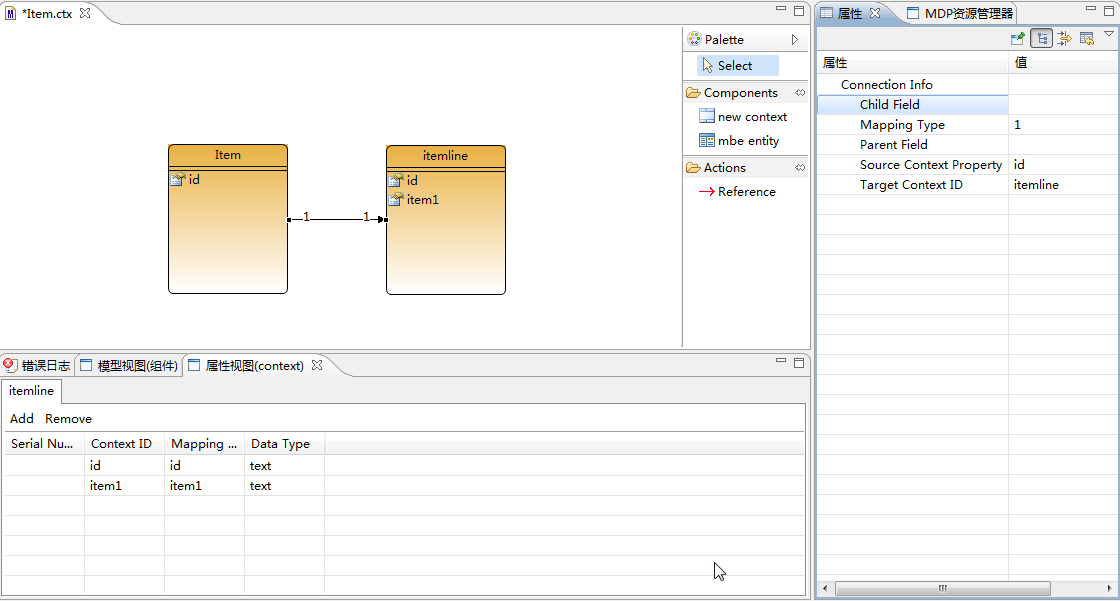 *Item.ctx
Palette
Select
Components
new context
mbe entity
Actions
Reference
Item
id
itemline
id
item1
1
1
错误日志
模型视图(组件)
属性视图(context)
itemline
Add Remove
Serial Nu... Context ID Mapping ... Data Type
id id text
item1 item1 text
属性
MDP资源管理器
属性 值
Connection Info
Child Field
Mapping Type 1
Parent Field
Source Context Property id
Target Context ID itemline